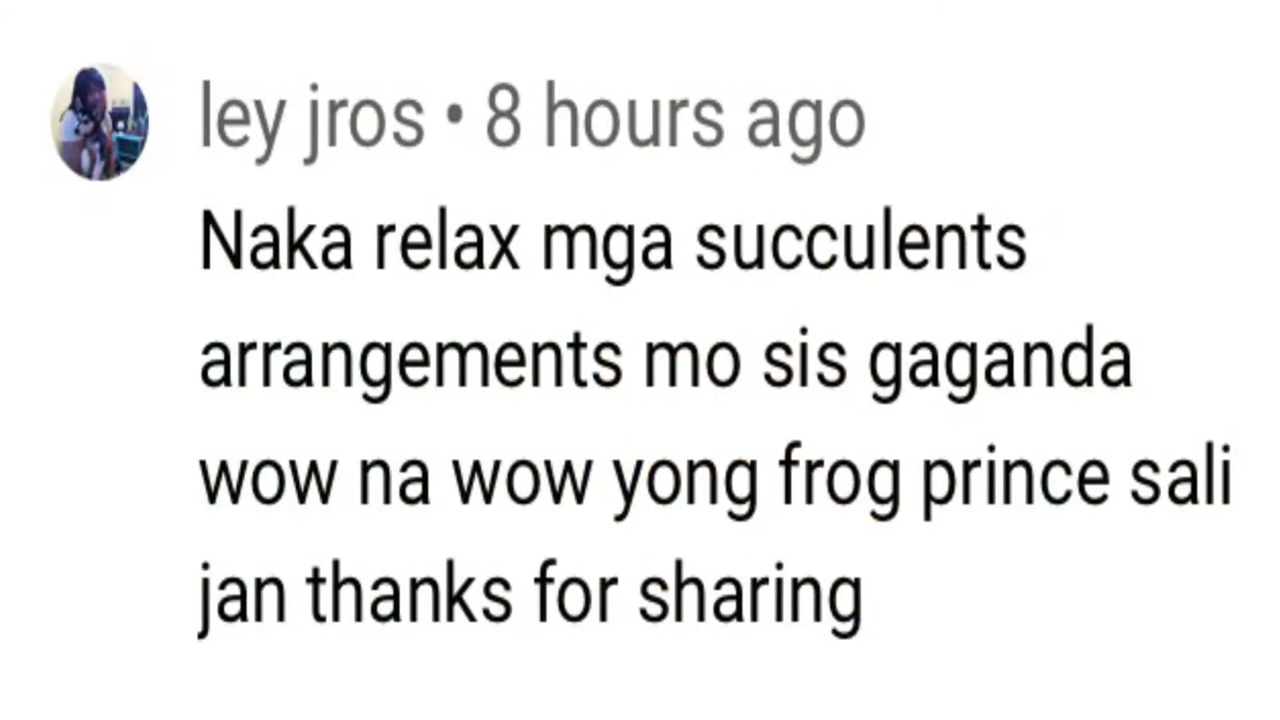 ley jros • 8 hours ago
Naka relax mga succulents
arrangements mo sis gaganda
wow na wow yong frog prince sali
jan thanks for sharing